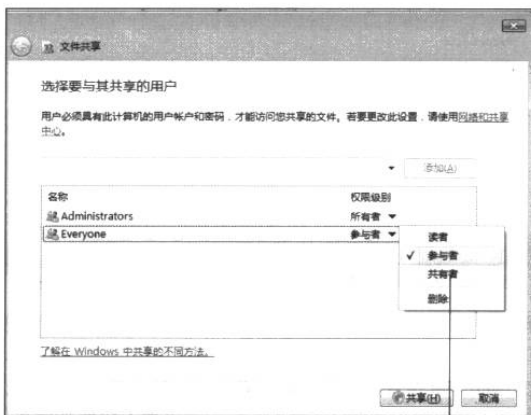 文件共享
选择要与其共享的用户
用户必须具有此计算机的用户帐户和密码，才能访问您共享的文件。若要更改此设置，请使用网络和共享
中心。
添加(A)
名称 权限级别
Administrators 所有者
Everyone 参与者
读者
✓ 参与者
共有者
删除
了解在 Windows 中共享的不同方法。
共享(H) 取消